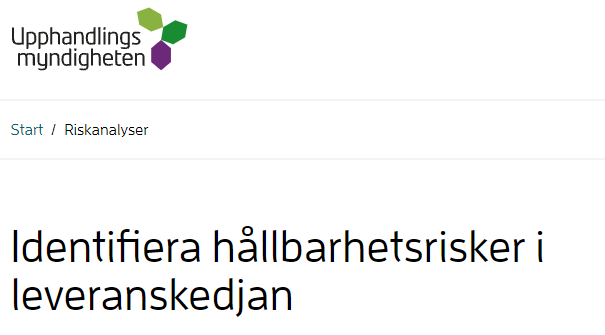 Upphandlings
myndigheten
Start / Riskanalyser
Identifiera hållbarhetsrisker i
leveranskedjan